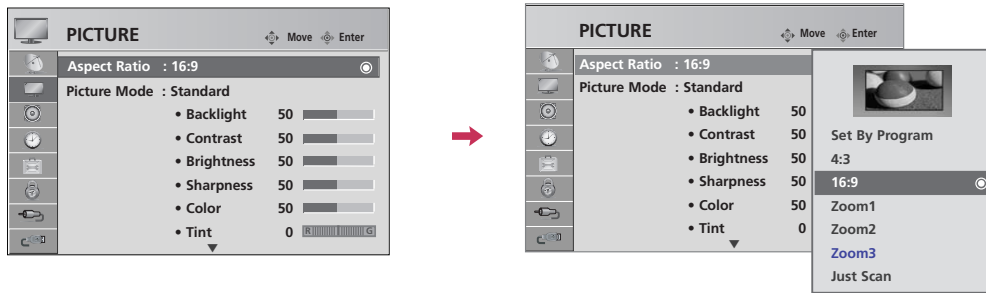 PICTURE
Move Enter
Aspect Ratio : 16:9
Picture Mode : Standard
• Backlight 50
• Contrast 50
• Brightness 50
• Sharpness 50
• Color 50
• Tint 0 R G
PICTURE
Move Enter
Aspect Ratio : 16:9
Picture Mode : Standard
• Backlight 50
• Contrast 50
• Brightness 50
• Sharpness 50
• Color 50
• Tint 0
Set By Program
4:3
16:9
Zoom1
Zoom2
Zoom3
Just Scan